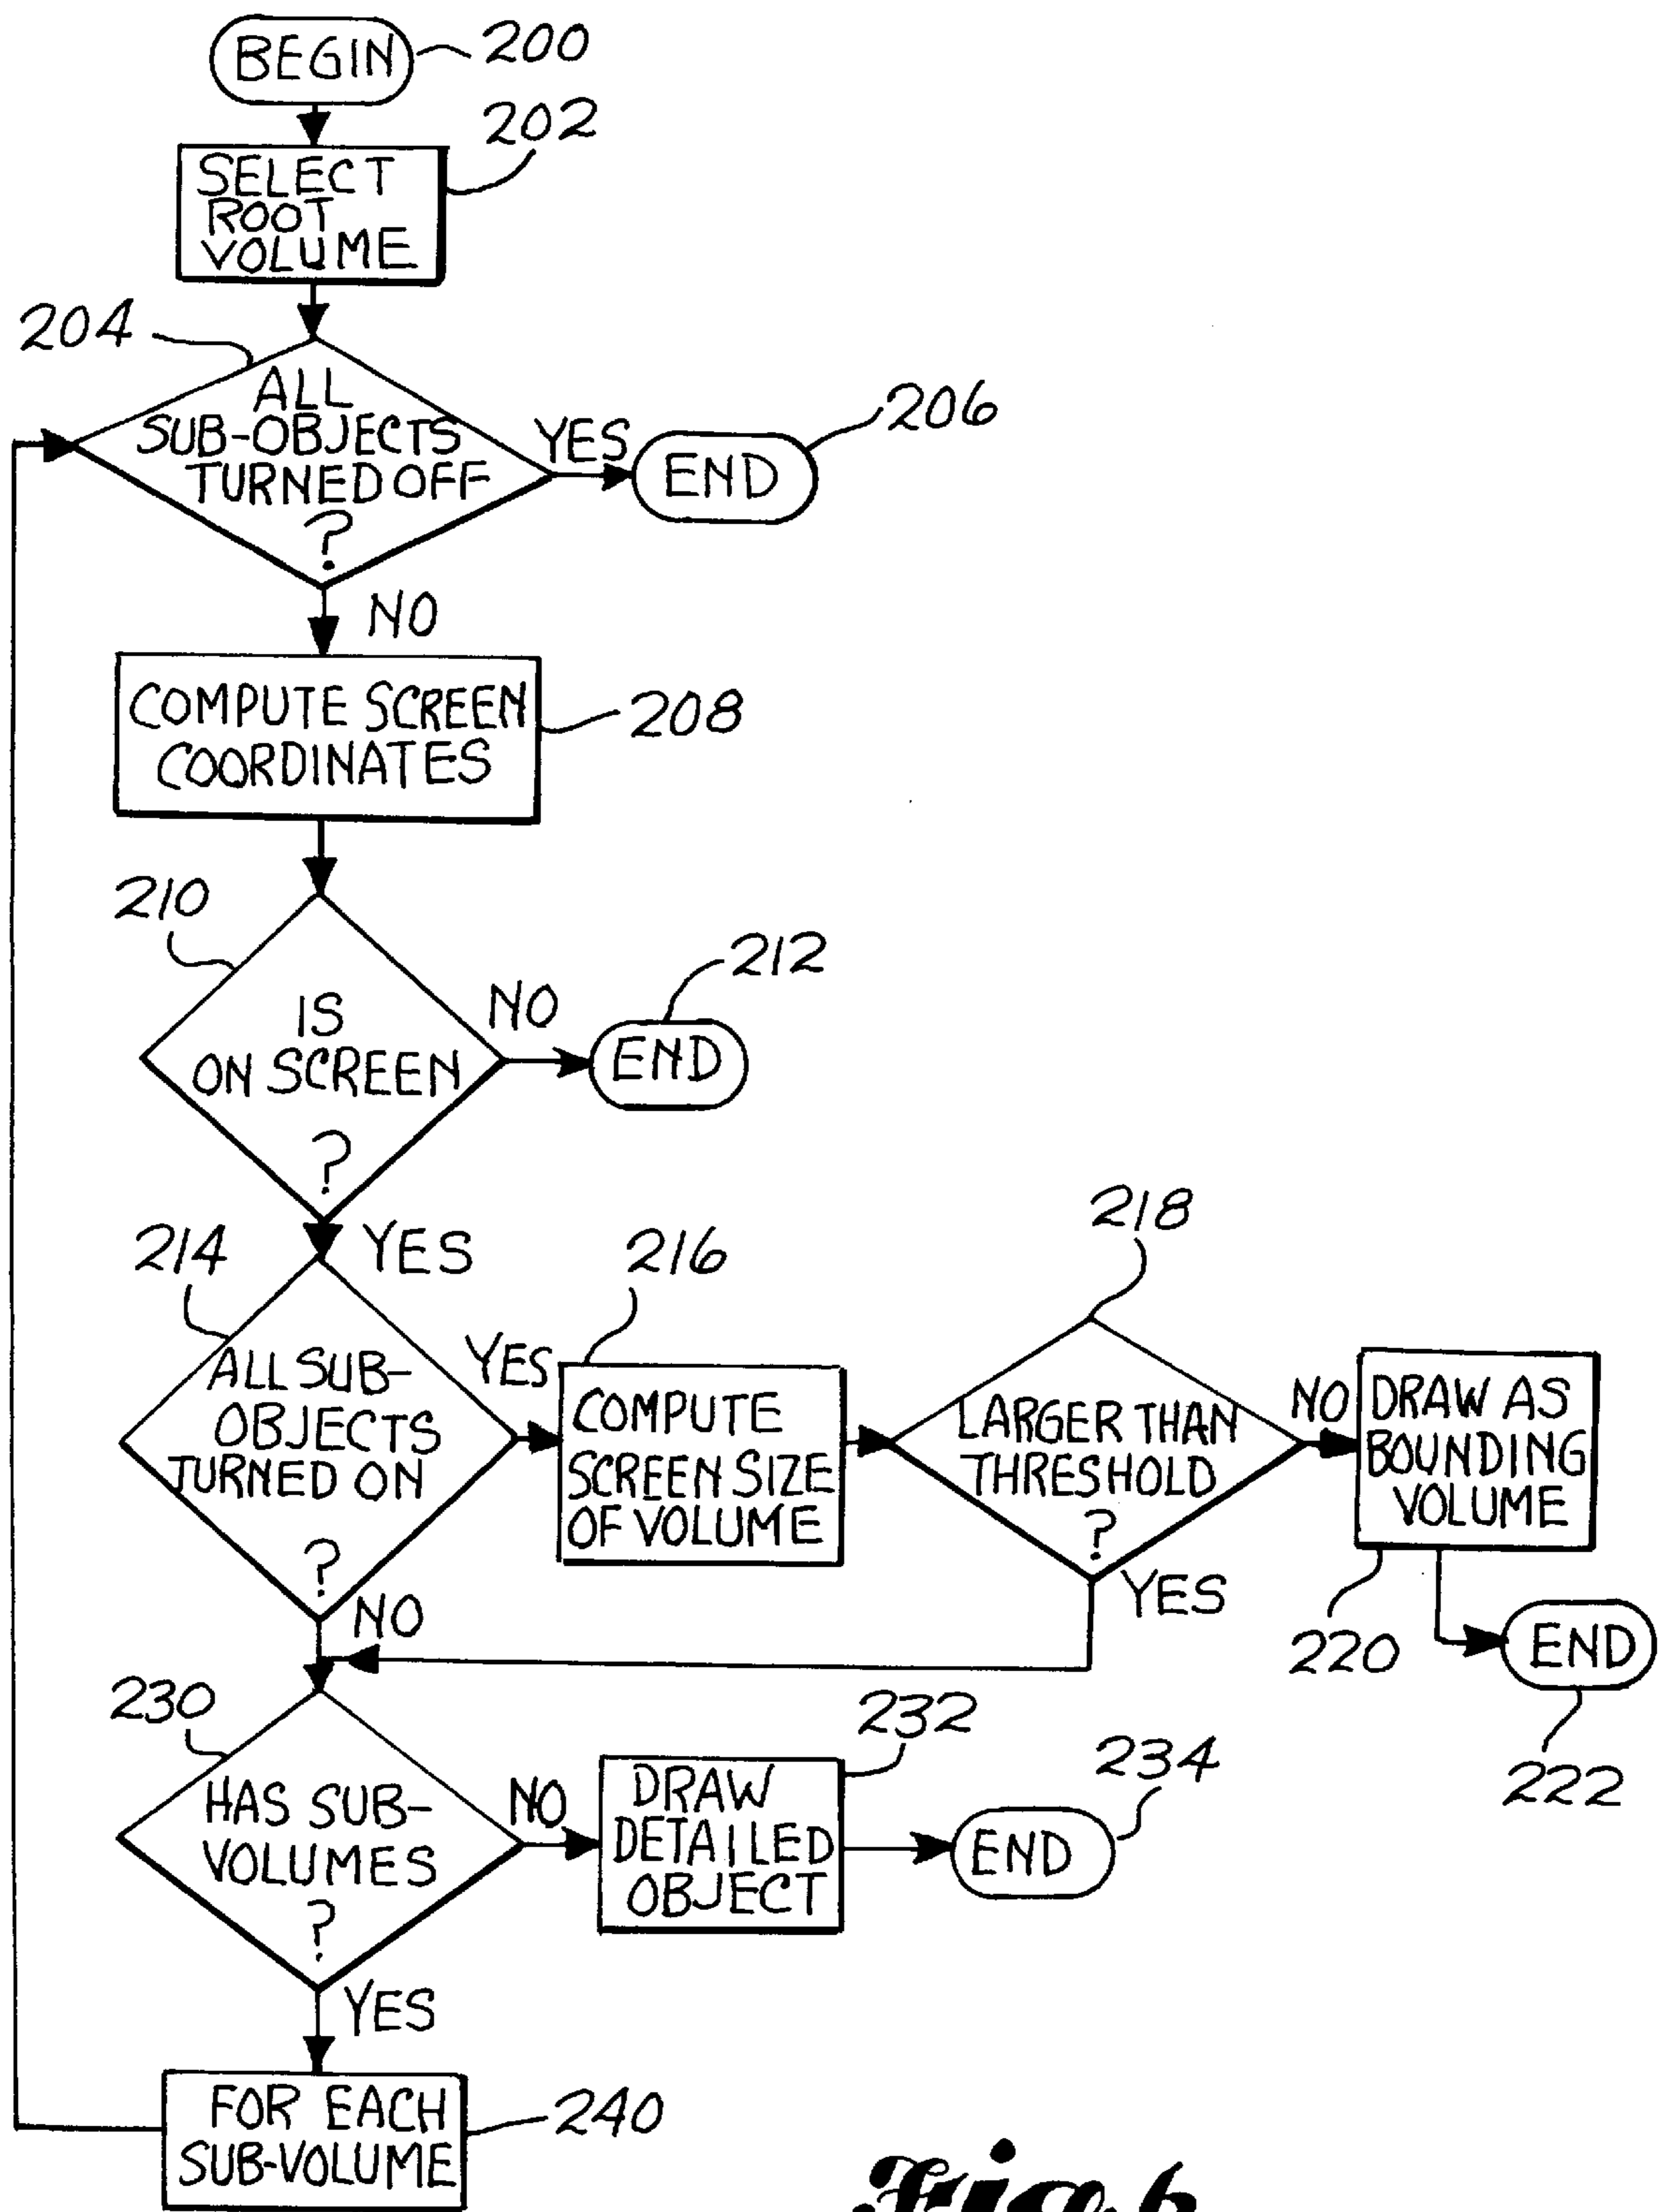 BEGIN
200
202
SELECT
ROOT
VOLUME
204
ALL
SUB-OBJECTS
TURNED OFF
?
YES
END
206
NO
COMPUTE SCREEN
COORDINATES
208
210
IS
ON SCREEN
?
NO
END
212
YES
214
ALL SUB-
OBJECTS
TURNED ON
?
YES
216
COMPUTE
SCREEN SIZE
OF VOLUME
218
LARGER THAN
THRESHOLD
?
NO
DRAW AS
BOUNDING
VOLUME
220
END
222
YES
NO
230
HAS SUB-
VOLUMES
?
NO
232
DRAW
DETAILED
OBJECT
234
END
YES
FOR EACH
SUB-VOLUME
240
Fig. 6